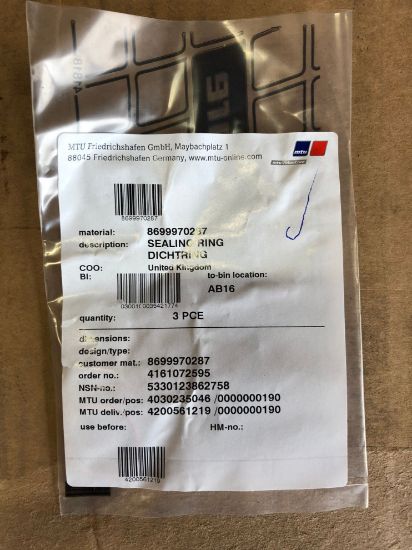 MTU Friedrichshafen GmbH, Maybachplatz 1
88045 Friedrichshafen Germany, www.mtu-online.com
mtu
8699970287
material: 8699970287
description: SEALING RING
DICHTRING
COO: United Kingdom
BI: to-bin location:
AB16
quantity: 3 PCE
dimensions:
design/type:
customer mat.: 8699970287
order no.: 4161072595
NSN-no.: 5330123862758
MTU order/pos: 4030235046 /0000000190
MTU deliv./pos: 4200561219 /0000000190
use before: HM-no.:
4200561219